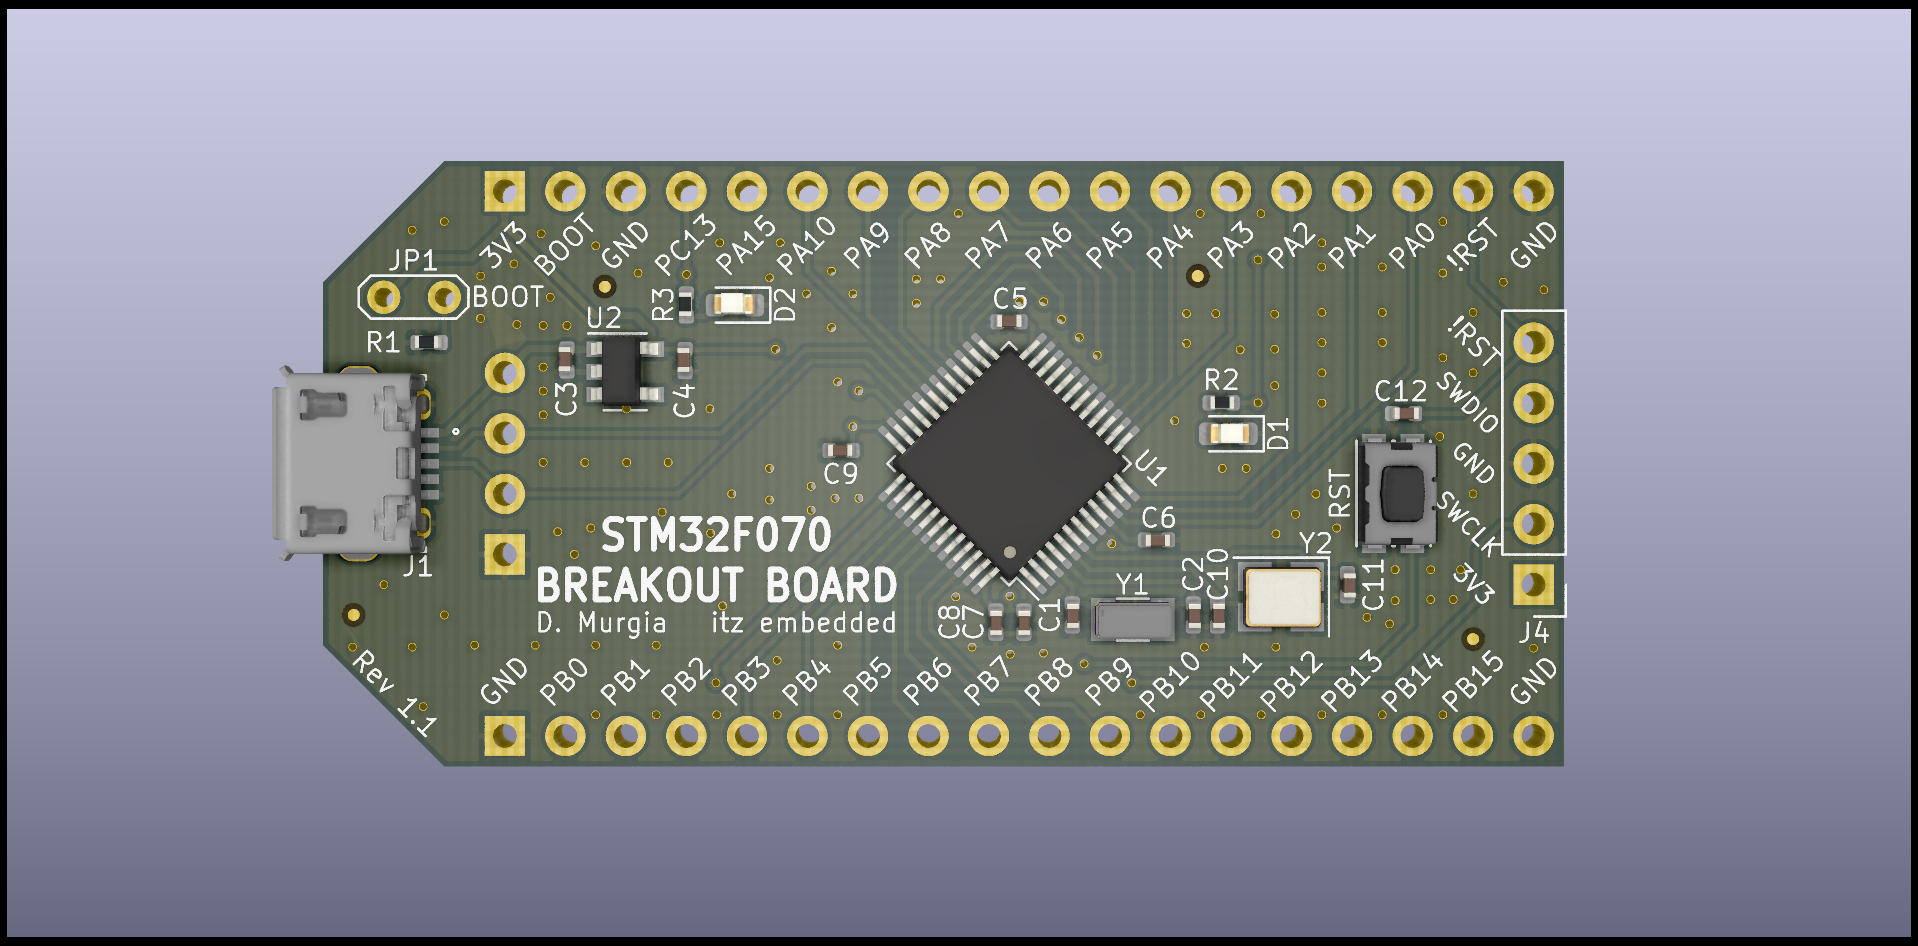 3V3
BOOT
GND
PC13
PA15
PA10
PA9
PA8
PA7
PA6
PA5
PA4
PA3
PA2
PA1
PA0
!RST
GND
JP1
BOOT
R1
U2
R3
D2
C3
C4
C5
C9
U1
R2
D1
C12
RST
!RST
SWDIO
GND
SWCLK
3V3
J4
J1
STM32F070
BREAKOUT BOARD
D. Murgia itz embedded
C6
C8
C7
C1
Y1
C2
C10
Y2
C11
Rev 1.1
GND
PB0
PB1
PB2
PB3
PB4
PB5
PB6
PB7
PB8
PB9
PB10
PB11
PB12
PB13
PB14
PB15
GND